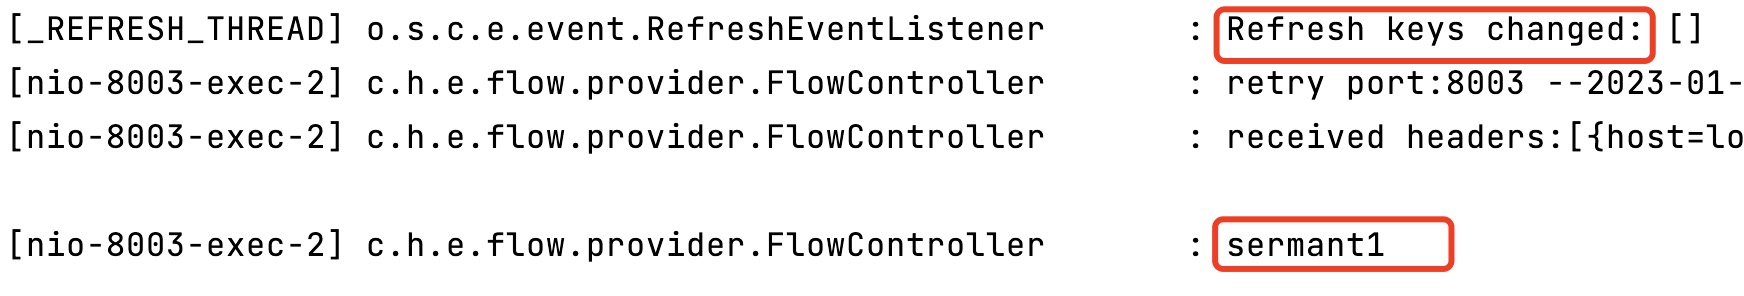 [_REFRESH_THREAD] o.s.c.e.event.RefreshEventListener : Refresh keys changed: []
[nio-8003-exec-2] c.h.e.flow.provider.FlowController : retry port:8003 --2023-01-
[nio-8003-exec-2] c.h.e.flow.provider.FlowController : received headers:[{host=lo
[nio-8003-exec-2] c.h.e.flow.provider.FlowController : sermant1